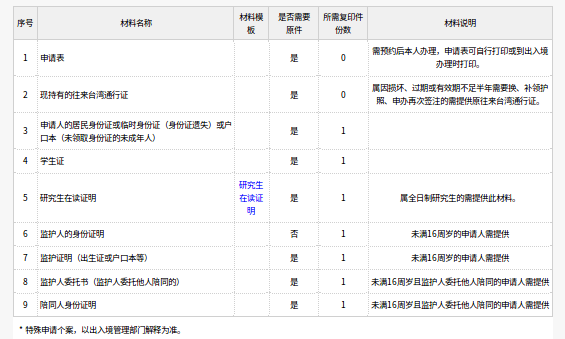 序号 材料名称 材料模板 是否需要原件 所需复印件份数 材料说明
1 申请表 是 0 需预约后本人办理，申请表可自行打印或到出入境办理时打印。
2 现持有的往来台湾通行证 是 0 属因损坏、过期或有效期不足半年需要换、补领护照、申办再次签注的需提供原往来台湾通行证。
3 申请人的居民身份证或临时身份证（身份证遗失）或户口本（未领取身份证的未成年人） 是 1
4 学生证 是 1
5 研究生在读证明 研究生在读证明 是 1 属全日制研究生的需提供此材料。
6 监护人的身份证明 否 1 未满16周岁的申请人需提供
7 监护证明（出生证或户口本等） 是 1 未满16周岁的申请人需提供
8 监护人委托书（监护人委托他人陪同的） 是 1 未满16周岁且监护人委托他人陪同的申请人需提供
9 陪同人身份证明 是 1 未满16周岁且监护人委托他人陪同的申请人需提供
* 特殊申请个案，以出入境管理部门解释为准。